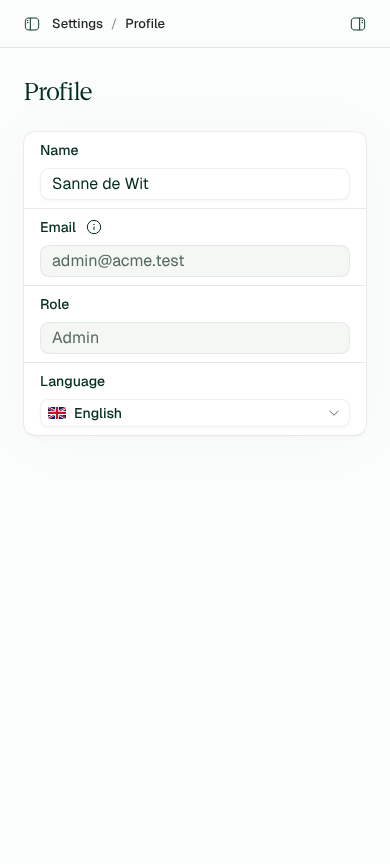 Settings / Profile
Profile
Name
Sanne de Wit
Email
admin@acme.test
Role
Admin
Language
English